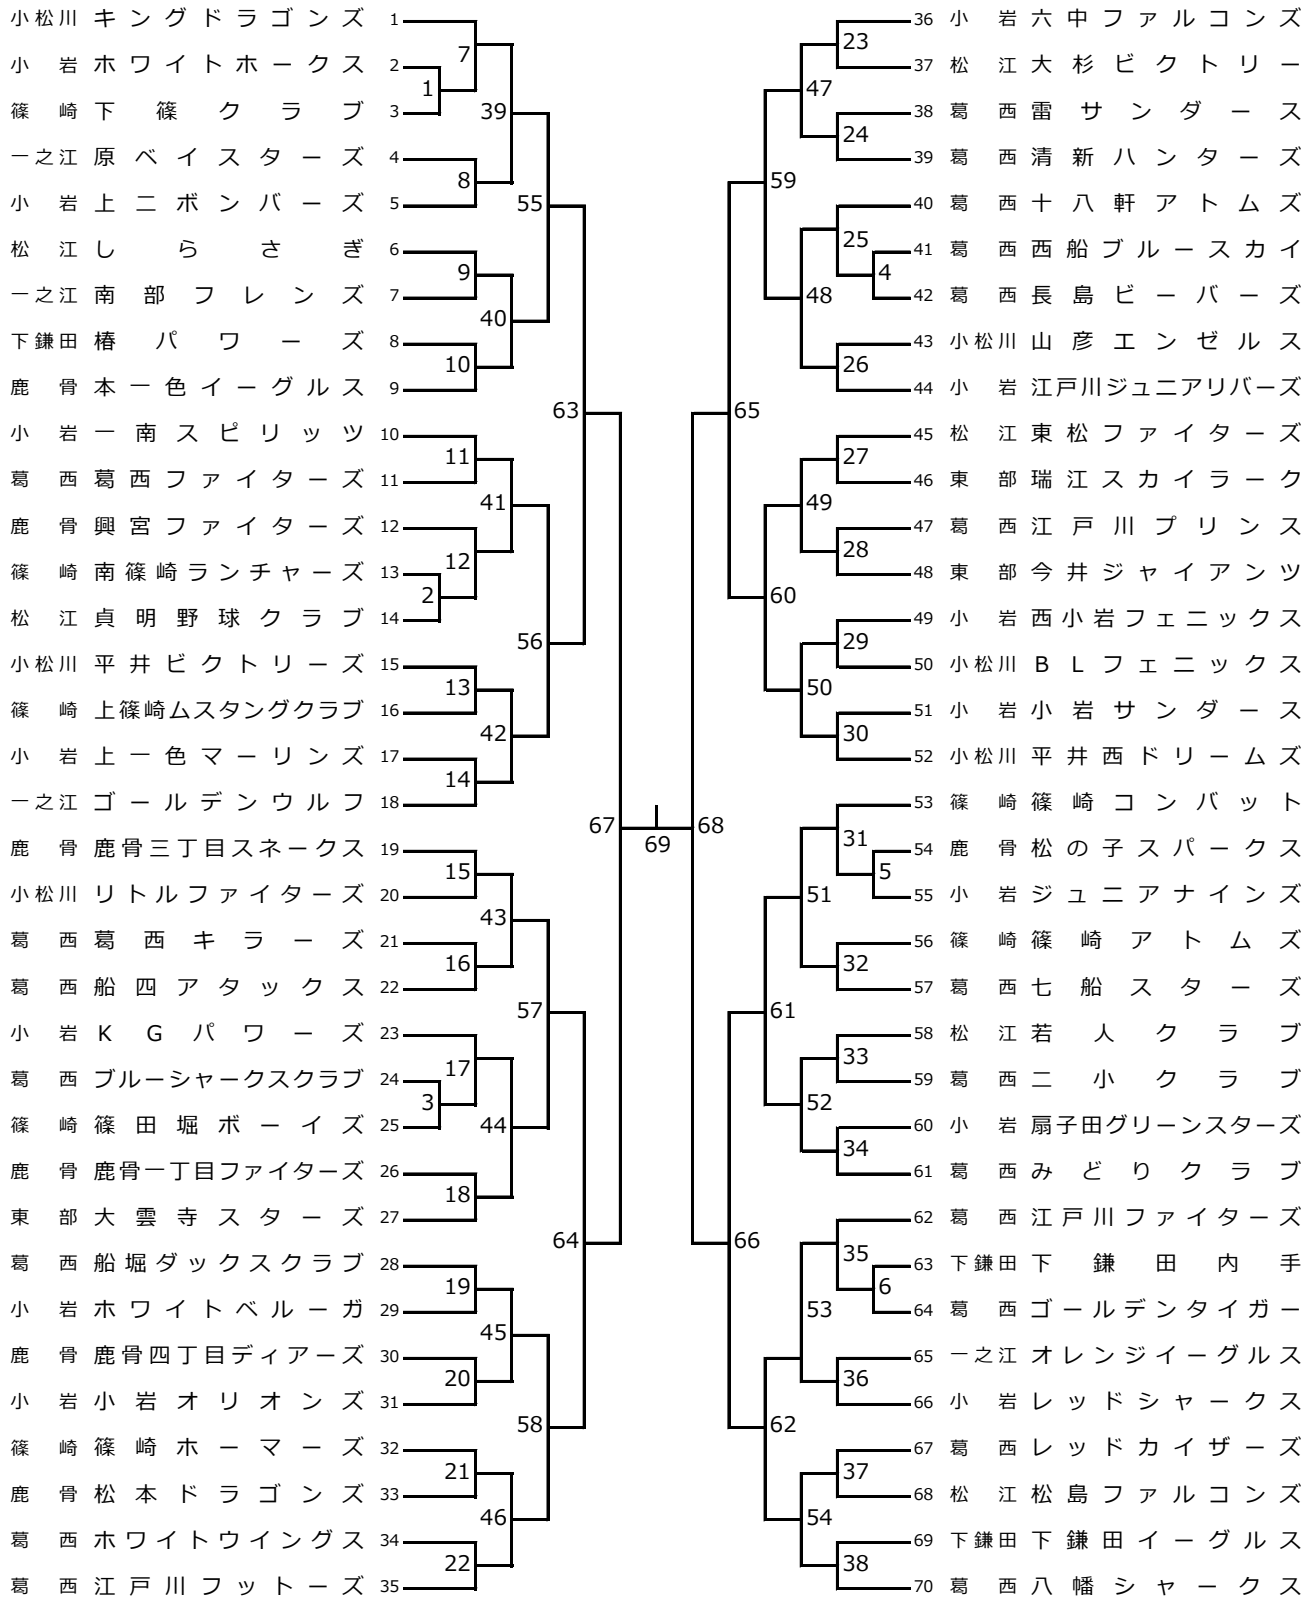 小松川 キングドラゴンズ 1
小岩 ホワイトホークス 2
篠崎 下篠クラブ 3
一之江 原ベイスターズ 4
小岩 上ニボンバーズ 5
松江 しらさぎ 6
一之江 南部フレンズ 7
下鎌田 椿パワーズ 8
鹿骨 本一色イーグルス 9
小岩 一南スピリッツ 10
葛西 葛西ファイターズ 11
鹿骨 興宮ファイターズ 12
篠崎 南篠崎ランチャーズ 13
松江 貞明野球クラブ 14
小松川 平井ビクトリーズ 15
篠崎 上篠崎ムスタングクラブ 16
小岩 上一色マーリンズ 17
一之江 ゴールデンウルフ 18
鹿骨 鹿骨三丁目スネークス 19
小松川 リトルファイターズ 20
葛西 葛西キラーズ 21
葛西 船四アタックス 22
小岩 KGパワーズ 23
葛西 ブルーシャークスクラブ 24
篠崎 篠田堀ボーイズ 25
鹿骨 鹿骨一丁目ファイターズ 26
東部 大雲寺スターズ 27
葛西 船堀ダックスクラブ 28
小岩 ホワイトベルーガ 29
鹿骨 鹿骨四丁目ディアーズ 30
小岩 小岩オリオンズ 31
篠崎 篠崎ホーマーズ 32
鹿骨 松本ドラゴンズ 33
葛西 ホワイトウイングス 34
葛西 江戸川フットーズ 35
1
2
3
7
8
9
10
11
12
13
14
15
16
17
18
19
20
21
22
39
40
41
42
43
44
45
46
55
56
57
58
63
64
67
69
68
65
66
59
60
61
62
47
48
49
50
51
52
53
54
23
24
25
26
27
28
29
30
31
32
33
34
35
36
37
38
4
5
6
36 小岩 六中ファルコンズ
37 松江 大杉ビクトリー
38 葛西 雷サンダース
39 葛西 清新ハンターズ
40 葛西 十八軒アトムズ
41 葛西 西船ブルースカイ
42 葛西 長島ビーバーズ
43 小松川 山彦エンゼルス
44 小岩 江戸川ジュニアリバーズ
45 松江 東松ファイターズ
46 東部 瑞江スカイラーク
47 葛西 江戸川プリンス
48 東部 今井ジャイアンツ
49 小岩 西小岩フェニックス
50 小松川 BLフェニックス
51 小岩 小岩サンダース
52 小松川 平井西ドリームズ
53 篠崎 篠崎コンバット
54 鹿骨 松の子スパークス
55 小岩 ジュニアナインズ
56 篠崎 篠崎アトムズ
57 葛西 七船スターズ
58 松江 若人クラブ
59 葛西 二小クラブ
60 小岩 扇子田グリーンスターズ
61 葛西 みどりクラブ
62 葛西 江戸川ファイターズ
63 下鎌田 下鎌田内手
64 葛西 ゴールデンタイガー
65 一之江 オレンジイーグルス
66 小岩 レッドシャークス
67 葛西 レッドカイザーズ
68 松江 松島ファルコンズ
69 下鎌田 下鎌田イーグルス
70 葛西 八幡シャークス